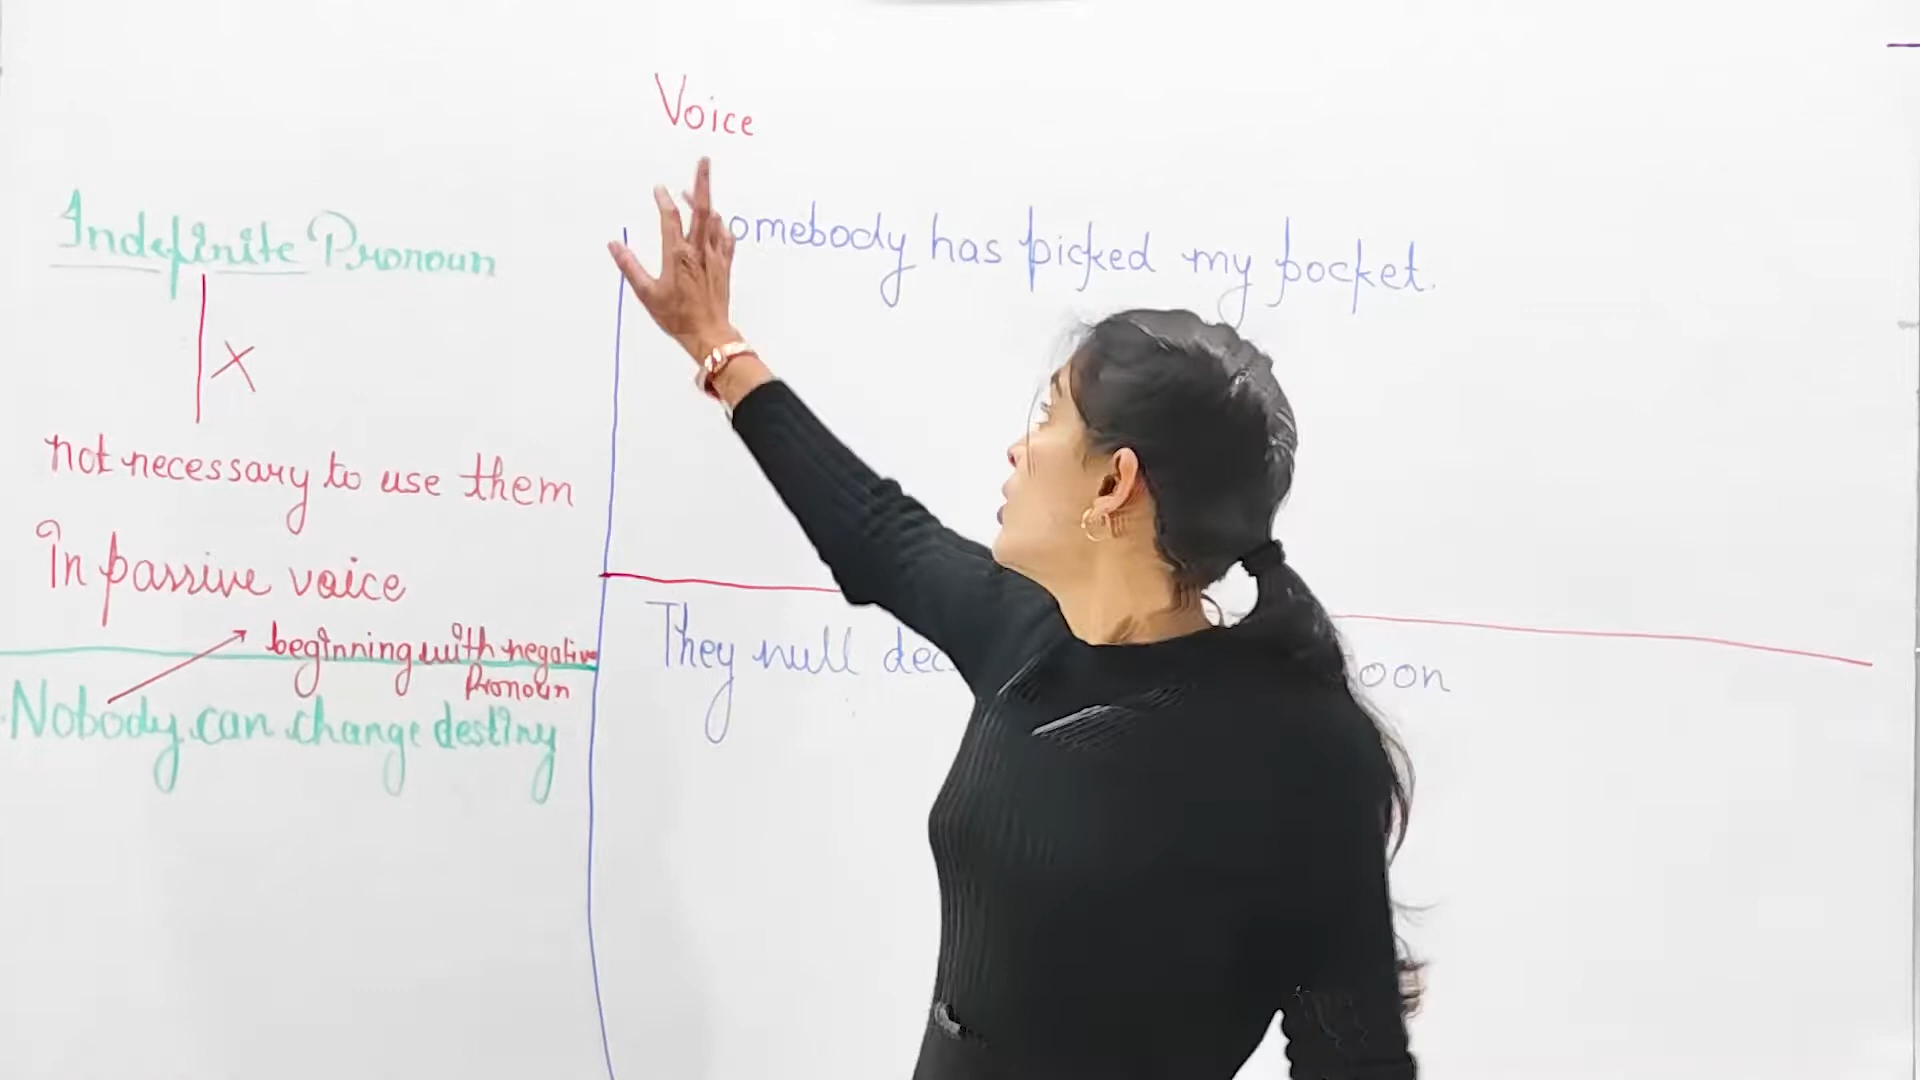 Voice
Indefinite Pronoun
X
not necessary to use them
In passive voice
beginning with negative
Pronoun
Nobody can change destiny
omebody has picked my pocket.
They null dec oon